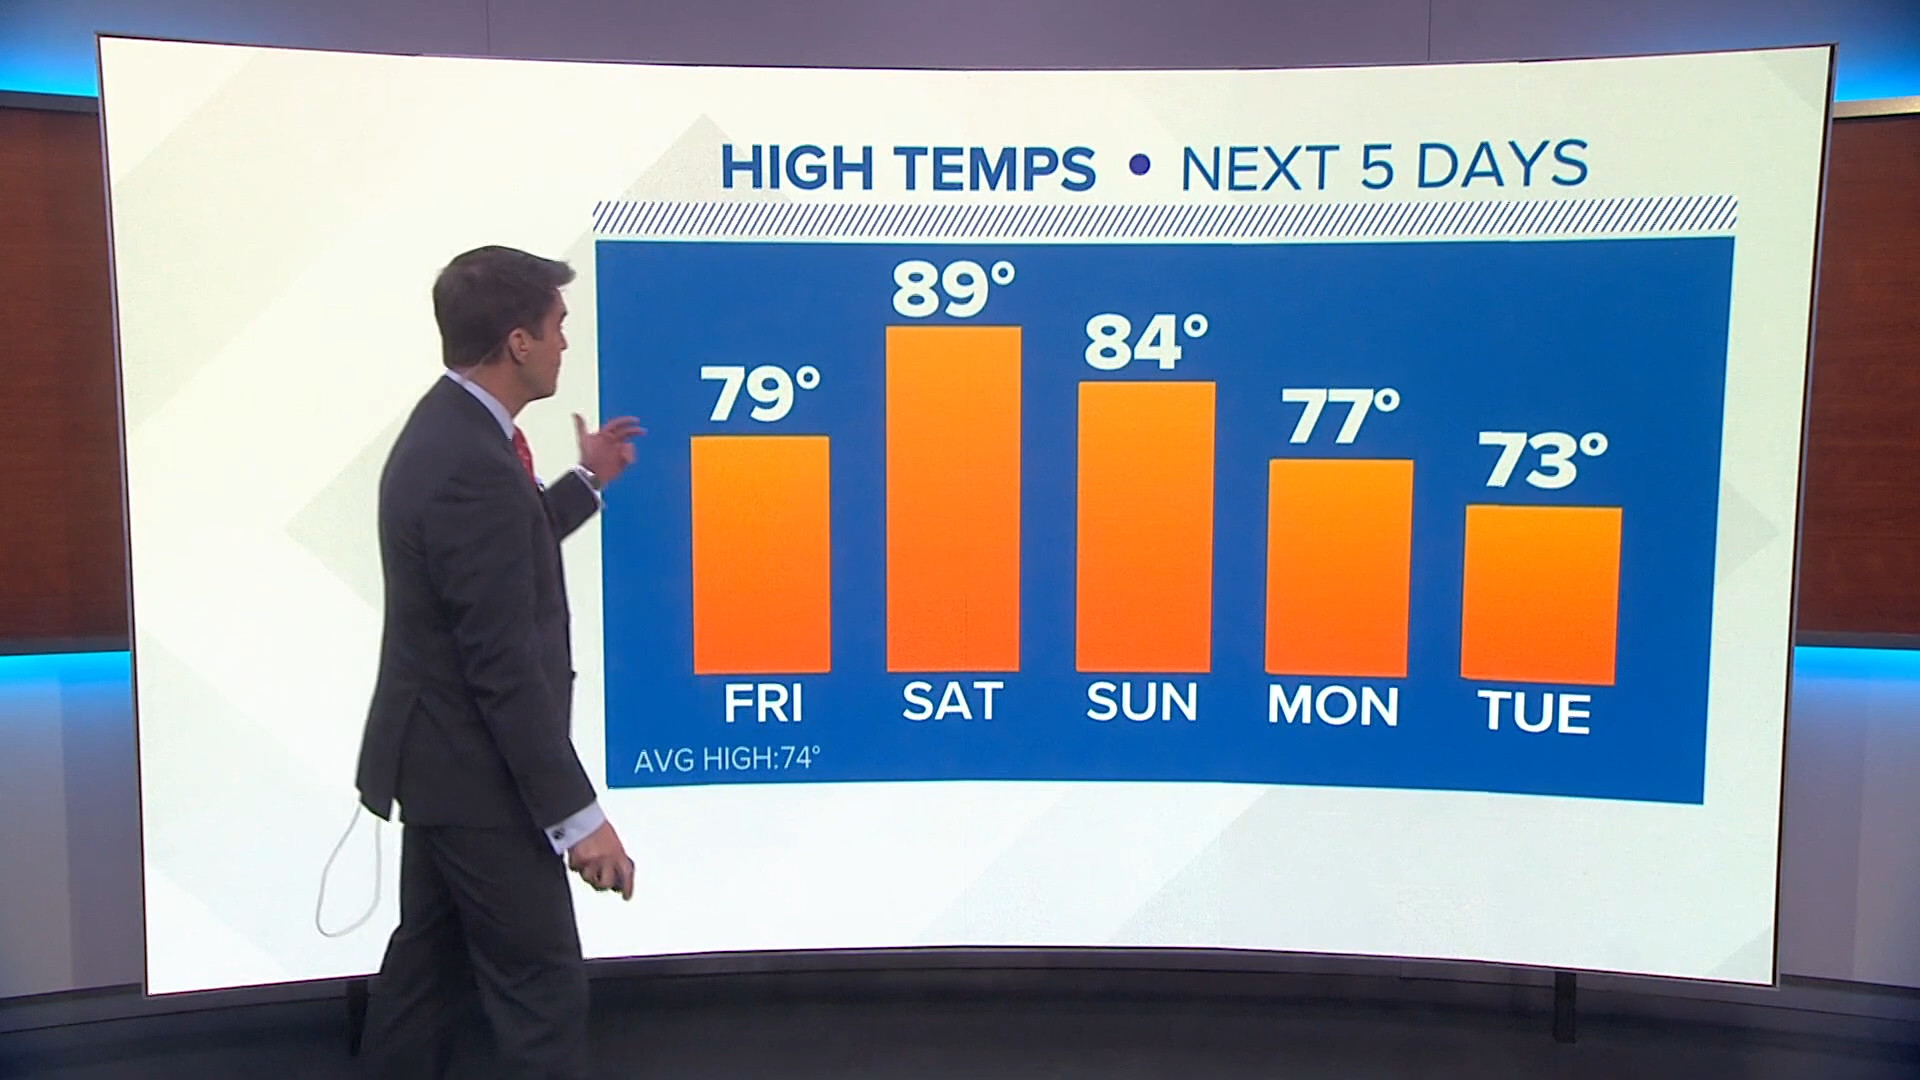 HIGH TEMPS • NEXT 5 DAYS
79° 89° 84° 77° 73°
FRI SAT SUN MON TUE
AVG HIGH:74°